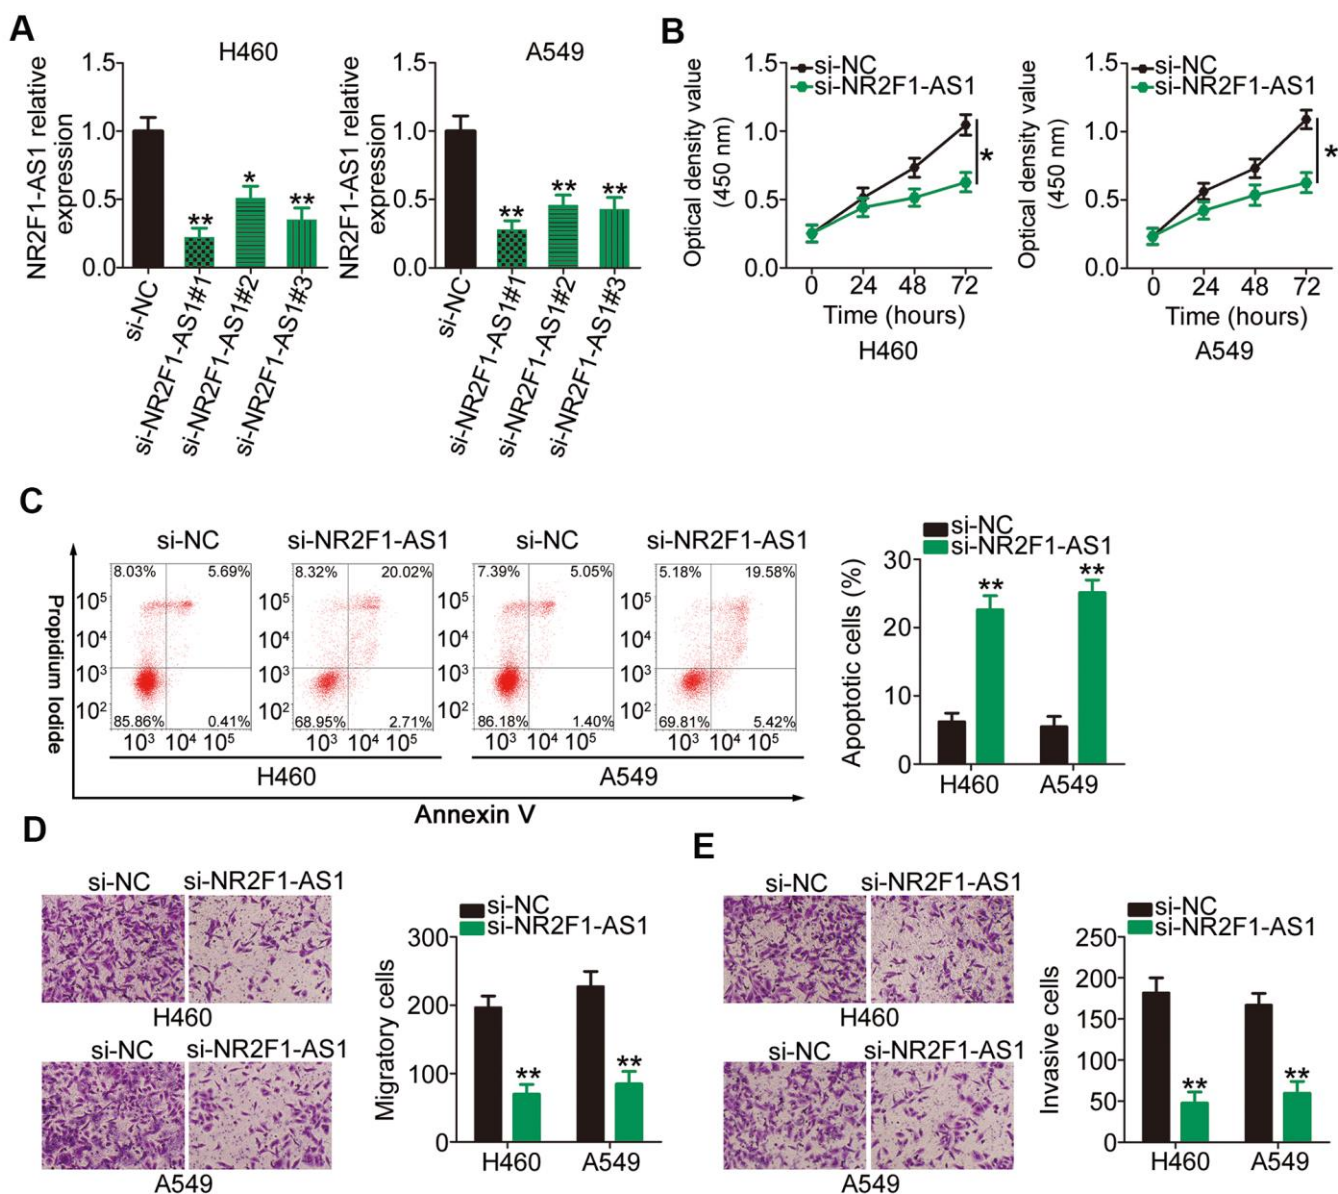 A
H460
NR2F1-AS1 relative
expression
1.5
1.0
0.5
0.0
**
*
**
si-NC
si-NR2F1-AS1#1
si-NR2F1-AS1#2
si-NR2F1-AS1#3
A549
NR2F1-AS1 relative
expression
1.5
1.0
0.5
0.0
**
**
**
si-NC
si-NR2F1-AS1#1
si-NR2F1-AS1#2
si-NR2F1-AS1#3
B
Optical density value
(450 nm)
1.5
1.0
0.5
0.0
si-NC
si-NR2F1-AS1
*
0 24 48 72
Time (hours)
H460
Optical density value
(450 nm)
1.5
1.0
0.5
0.0
si-NC
si-NR2F1-AS1
*
0 24 48 72
Time (hours)
A549
C
Propidium Iodide
si-NC si-NR2F1-AS1 si-NC si-NR2F1-AS1
8.03% 5.69% 8.32% 20.02% 7.39% 5.05% 5.18% 19.58%
10⁵ 10⁵ 10⁵ 10⁵
10⁴ 10⁴ 10⁴ 10⁴
10³ 10³ 10³ 10³
10² 10² 10² 10²
85.86% 0.41% 68.95% 2.71% 86.18% 1.40% 69.81% 5.42%
10³ 10⁴ 10⁵ 10³ 10⁴ 10⁵ 10³ 10⁴ 10⁵ 10³ 10⁴ 10⁵
H460 A549
Annexin V
si-NC
si-NR2F1-AS1
Apoptotic cells (%)
30
20
10
0
** **
H460 A549
D
si-NC si-NR2F1-AS1
H460
si-NC si-NR2F1-AS1
A549
si-NC
si-NR2F1-AS1
Migratory cells
300
200
100
0
** **
H460 A549
E
si-NC si-NR2F1-AS1
H460
si-NC si-NR2F1-AS1
A549
si-NC
si-NR2F1-AS1
Invasive cells
250
200
150
100
50
0
** **
H460 A549